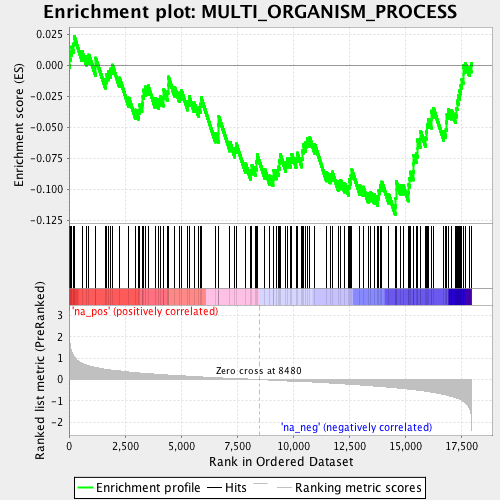 Enrichment plot: MULTI_ORGANISM_PROCESS
Enrichment score (ES)
0.025
0.000
-0.025
-0.050
-0.075
-0.100
-0.125
'na_pos' (positively correlated)
Ranked list metric (PreRanked)
3
2
1
0
-1
-2
Zero cross at 8480
'na_neg' (negatively correlated)
0
2,500
5,000
7,500
10,000
12,500
15,000
17,500
Rank in Ordered Dataset
Enrichment profile
Hits
Ranking metric scores